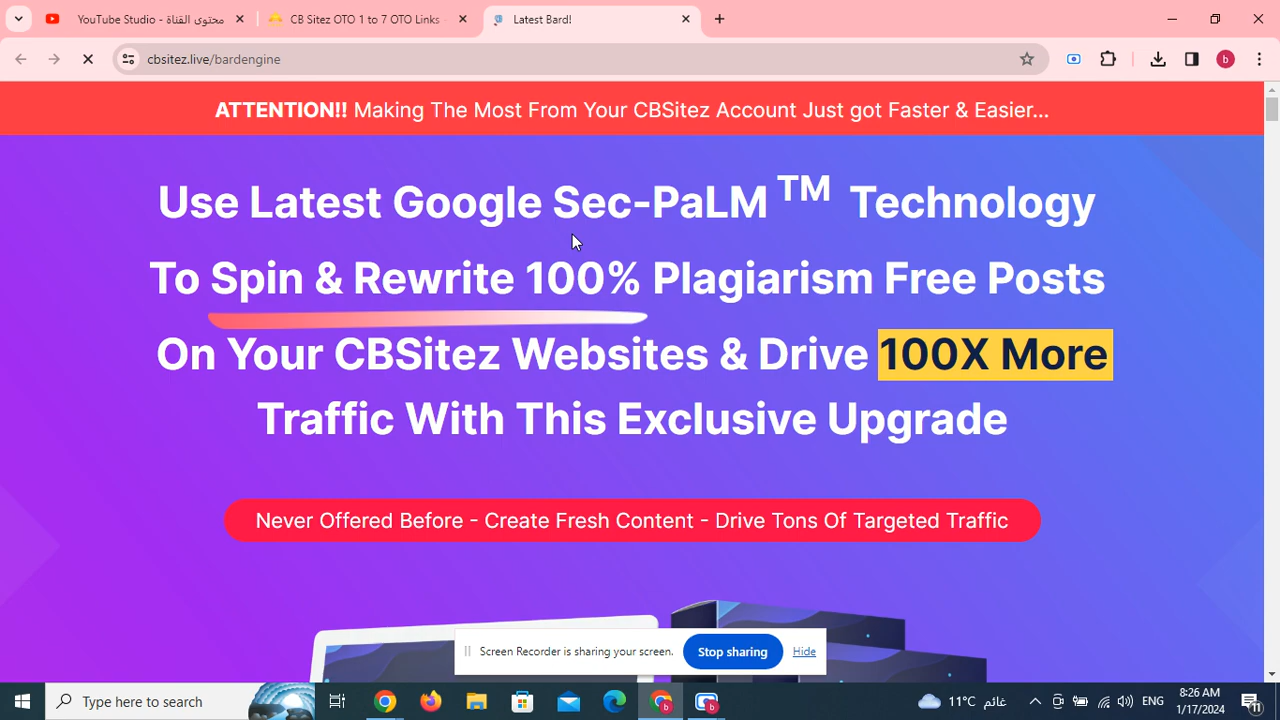 YouTube Studio - محتوى القناة
CB Sitez OTO 1 to 7 OTO Links
Latest Bard!
cbsitez.live/bardengine
b
ATTENTION!! Making The Most From Your CBSitez Account Just got Faster & Easier...
Use Latest Google Sec-PaLM TM Technology
To Spin & Rewrite 100% Plagiarism Free Posts
On Your CBSitez Websites & Drive 100X More
Traffic With This Exclusive Upgrade
Never Offered Before - Create Fresh Content - Drive Tons Of Targeted Traffic
Screen Recorder is sharing your screen.
Stop sharing
Hide
Type here to search
b
b
11°C غائم
ENG
8:26 AM
1/17/2024
11